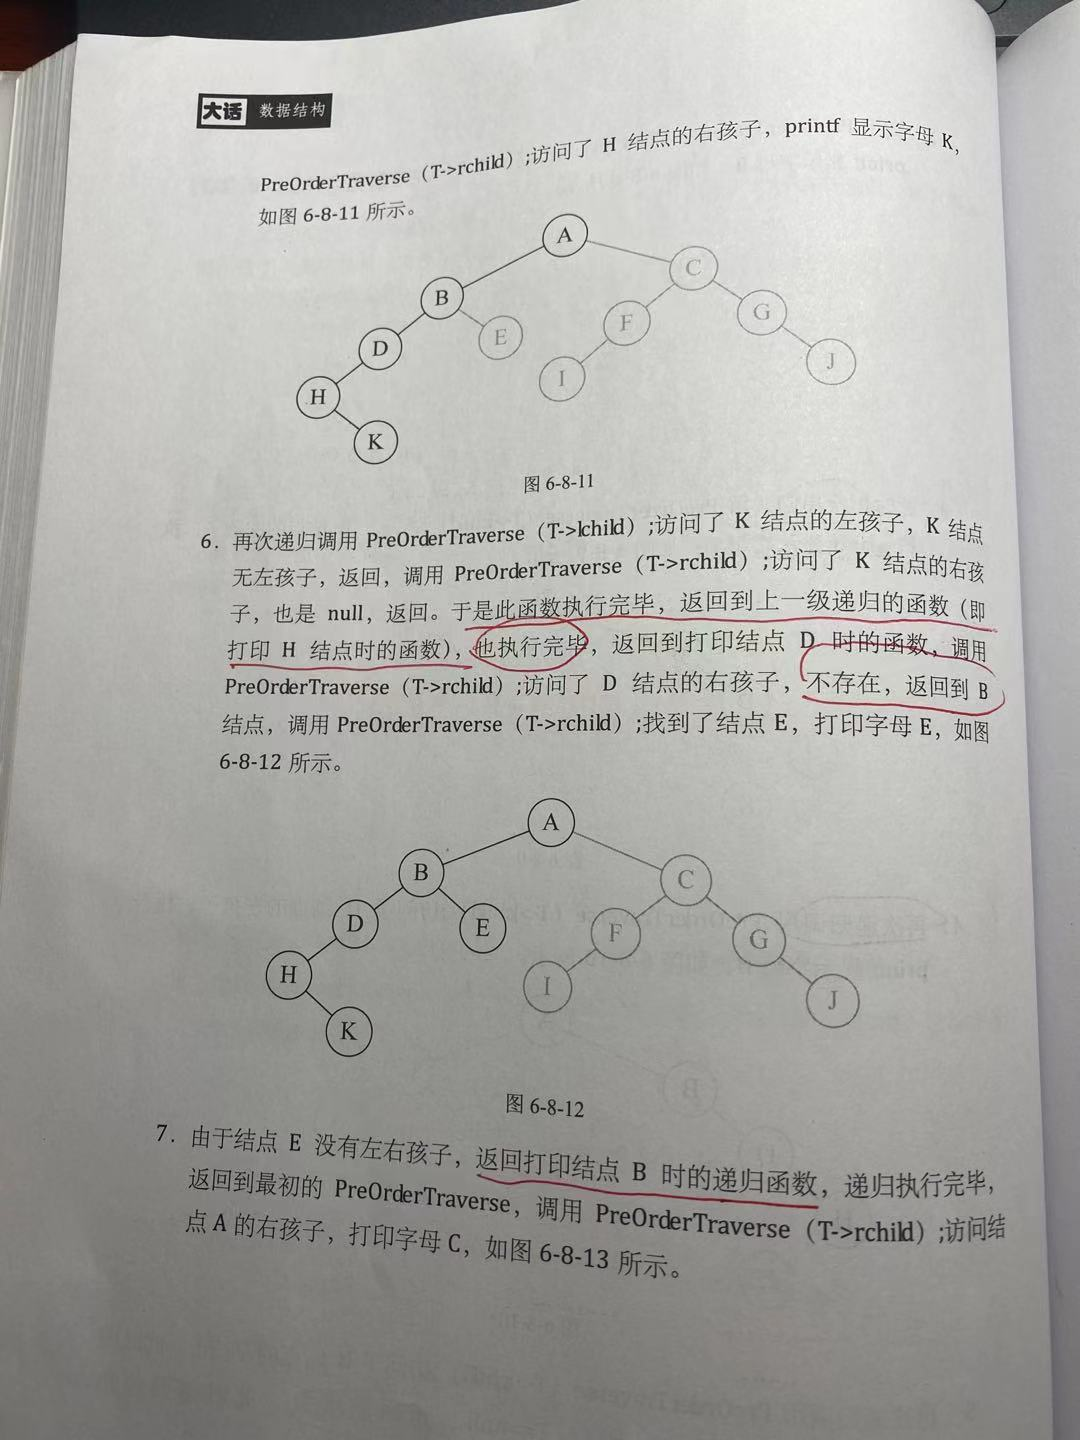 大话 数据结构
PreOrderTraverse（T->rchild）;访问了 H 结点的右孩子，printf 显示字母 K，
如图 6-8-11 所示。
A
B
C
D
E
F
G
H
I
J
K
图 6-8-11
6. 再次递归调用 PreOrderTraverse（T->lchild）;访问了 K 结点的左孩子，K 结点
无左孩子，返回，调用 PreOrderTraverse（T->rchild）;访问了 K 结点的右孩
子，也是 null，返回。于是此函数执行完毕，返回到上一级递归的函数（即
打印 H 结点时的函数），也执行完毕，返回到打印结点 D 时的函数，调用
PreOrderTraverse（T->rchild）;访问了 D 结点的右孩子，不存在，返回到 B
结点，调用 PreOrderTraverse（T->rchild）;找到了结点 E，打印字母 E，如图
6-8-12 所示。
A
B
C
D
E
F
G
H
I
J
K
图 6-8-12
7. 由于结点 E 没有左右孩子，返回打印结点 B 时的递归函数，递归执行完毕，
返回到最初的 PreOrderTraverse，调用 PreOrderTraverse（T->rchild）;访问结
点 A 的右孩子，打印字母 C，如图 6-8-13 所示。